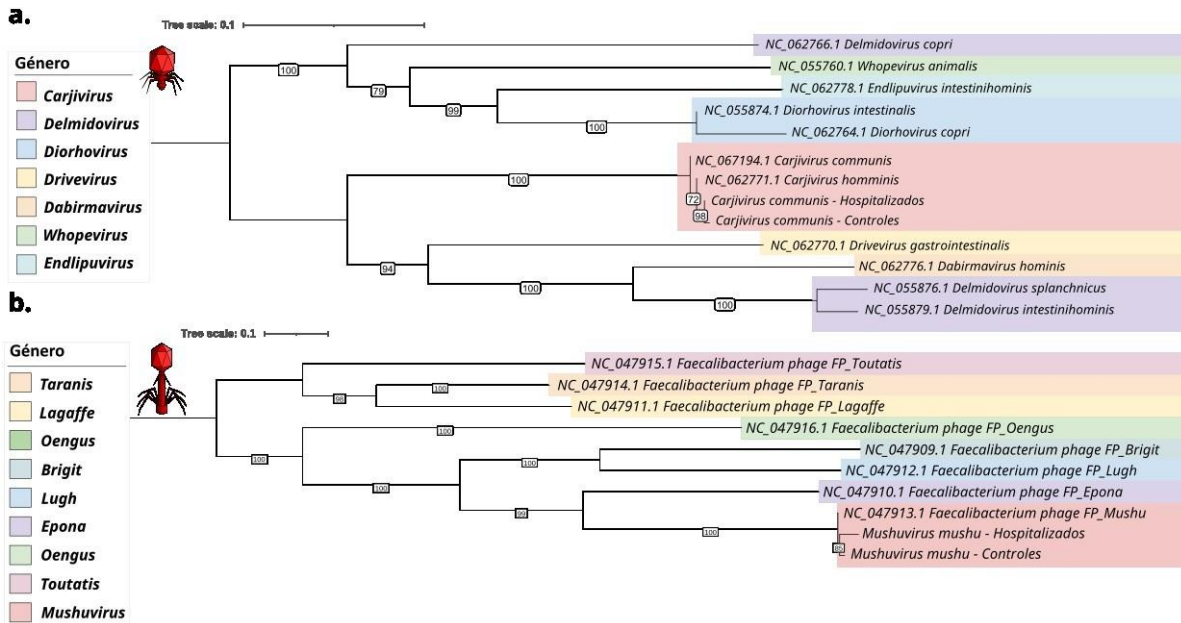 a.
Tree scale: 0.1
Género
Carjivirus
Delmidovirus
Diorhovirus
Drivevirus
Dabirmavirus
Whopevirus
Endlipuvirus
100
79
99
100
100
72
98
94
100
100
NC_062766.1 Delmidovirus copri
NC_055760.1 Whopevirus animalis
NC_062778.1 Endlipuvirus intestinihominis
NC_055874.1 Diorhovirus intestinalis
NC_062764.1 Diorhovirus copri
NC_067194.1 Carjivirus communis
NC_062771.1 Carjivirus homminis
Carjivirus communis - Hospitalizados
Carjivirus communis - Controles
NC_062770.1 Drivevirus gastrointestinalis
NC_062776.1 Dabirmavirus hominis
NC_055876.1 Delmidovirus splanchnicus
NC_055879.1 Delmidovirus intestinihominis
b.
Tree scale: 0.1
Género
Taranis
Lagaffe
Oengus
Brigit
Lugh
Epona
Oengus
Toutatis
Mushuvirus
98
100
100
100
100
100
99
100
NC_047915.1 Faecalibacterium phage FP_Toutatis
NC_047914.1 Faecalibacterium phage FP_Taranis
NC_047911.1 Faecalibacterium phage FP_Lagaffe
NC_047916.1 Faecalibacterium phage FP_Oengus
NC_047909.1 Faecalibacterium phage FP_Brigit
NC_047912.1 Faecalibacterium phage FP_Lugh
NC_047910.1 Faecalibacterium phage FP_Epona
NC_047913.1 Faecalibacterium phage FP_Mushu
Mushuvirus mushu - Hospitalizados
Mushuvirus mushu - Controles